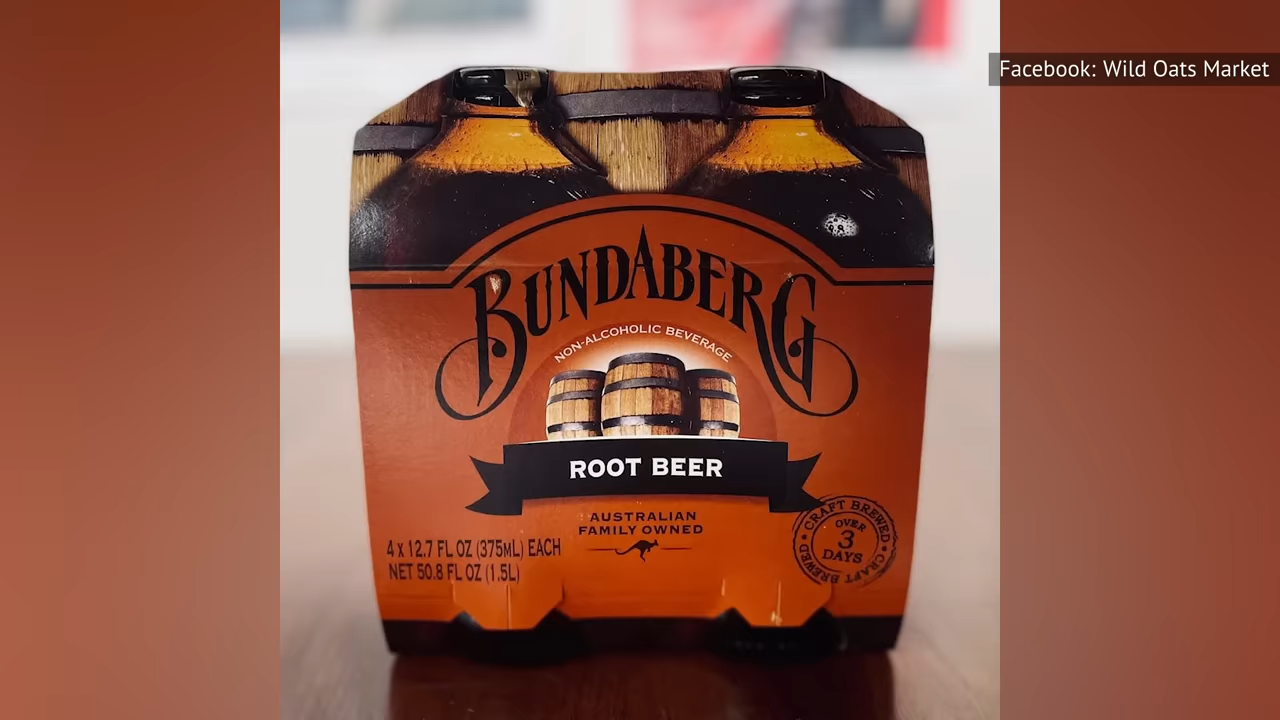 Facebook: Wild Oats Market
UP
BUNDABERG
NON-ALCOHOLIC BEVERAGE
ROOT BEER
AUSTRALIAN
FAMILY OWNED
4 x 12.7 FL OZ (375mL) EACH
NET 50.8 FL OZ (1.5L)
CRAFT BREWED
OVER
3
DAYS
CRAFT BREWED